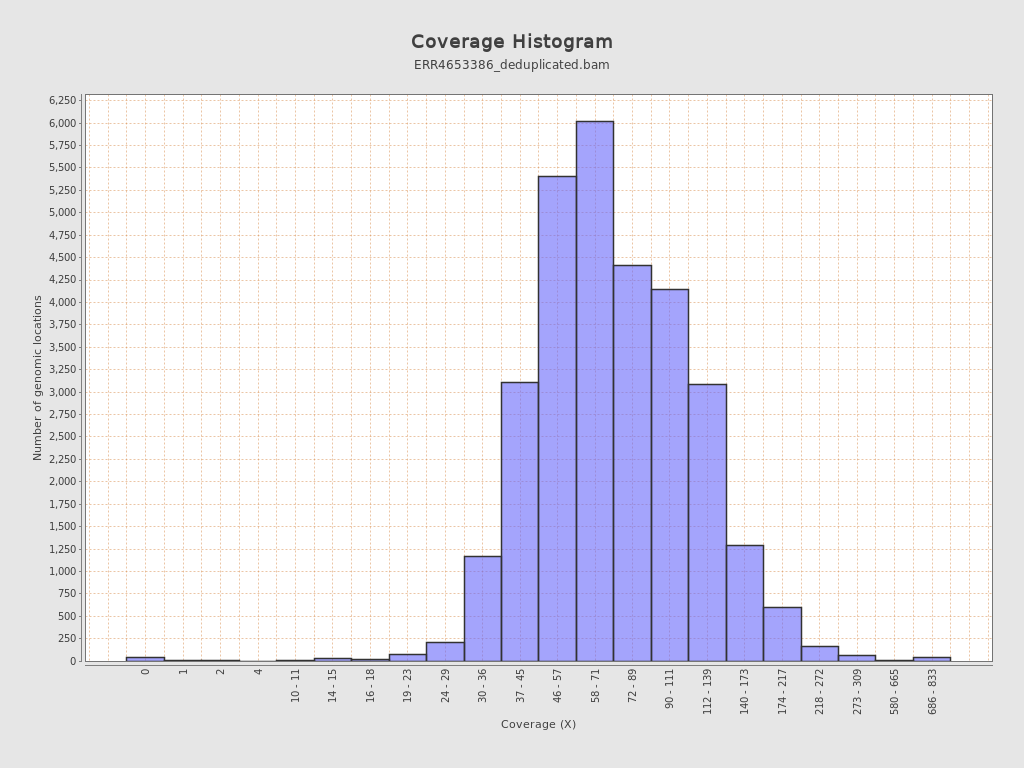 Coverage Histogram
ERR4653386_deduplicated.bam
Number of genomic locations
6,250
6,000
5,750
5,500
5,250
5,000
4,750
4,500
4,250
4,000
3,750
3,500
3,250
3,000
2,750
2,500
2,250
2,000
1,750
1,500
1,250
1,000
750
500
250
0
0
1
2
4
10 - 11
14 - 15
16 - 18
19 - 23
24 - 29
30 - 36
37 - 45
46 - 57
58 - 71
72 - 89
90 - 111
112 - 139
140 - 173
174 - 217
218 - 272
273 - 309
580 - 665
686 - 833
Coverage (X)